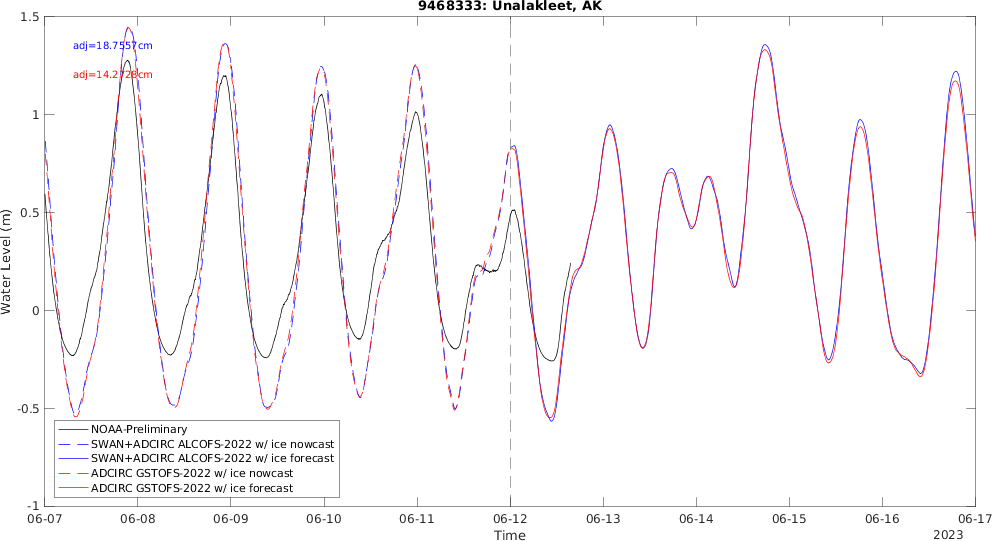 9468333: Unalakleet, AK
1.5
1
0.5
0
-0.5
-1
Water Level (m)
adj=18.7557cm
adj=14.2728cm
NOAA-Preliminary
SWAN+ADCIRC ALCOFS-2022 w/ ice nowcast
SWAN+ADCIRC ALCOFS-2022 w/ ice forecast
ADCIRC GSTOFS-2022 w/ ice nowcast
ADCIRC GSTOFS-2022 w/ ice forecast
06-07 06-08 06-09 06-10 06-11 06-12 06-13 06-14 06-15 06-16 06-17
Time
2023